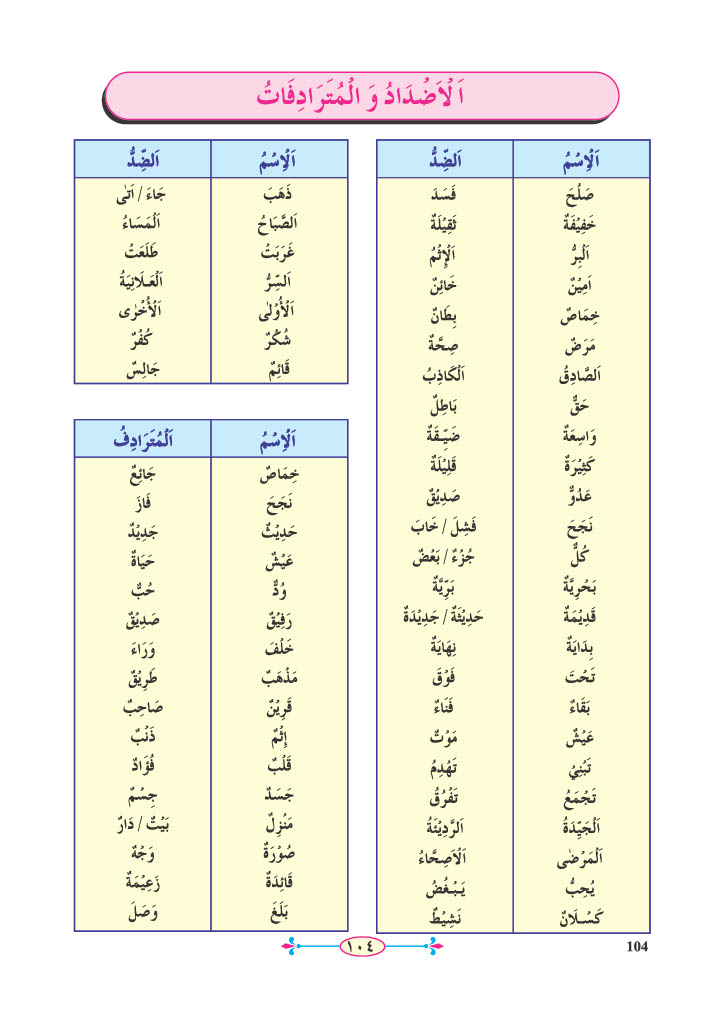 اَلْاَضْدَادُ وَ الْمُتَرَادِفَاتُ
اَلْاِسْمُ اَلضِّدُّ
صَلُحَ فَسَدَ
خَفِيْفَةٌ ثَقِيْلَةٌ
اَلْبِرُّ اَلْإِثْمُ
اَمِيْنٌ خَائِنٌ
خِمَاصٌ بِطَانٌ
مَرَضٌ صِحَّةٌ
اَلصَّادِقُ اَلْكَاذِبُ
حَقٌّ بَاطِلٌ
وَاسِعَةٌ ضَيِّقَةٌ
كَثِيْرَةٌ قَلِيْلَةٌ
عَدُوٌّ صَدِيْقٌ
نَجَحَ فَشِلَ / خَابَ
كُلٌّ جُزُءٌ / بَعْضٌ
بَحْرِيَّةٌ بَرِّيَّةٌ
قَدِيْمَةٌ حَدِيْثَةٌ / جَدِيْدَةٌ
بِدَايَةٌ نِهَايَةٌ
تَحْتَ فَوْقَ
بَقَاءٌ فَنَاءٌ
عَيْشٌ مَوْتٌ
تَبْنِيْ تَهْدِمُ
تَجْمَعُ تَفْرُقُ
اَلْجَيِّدَةُ اَلرَّدِيْئَةُ
اَلْمَرْضٰى اَلْاَصِحَّاءُ
يُحِبُّ يَبْغُضُ
كَسْلَانٌ نَشِيْطٌ
اَلْاِسْمُ اَلضِّدُّ
ذَهَبَ جَاءَ / اَتٰى
اَلصَّبَاحُ اَلْمَسَاءُ
غَرَبَتْ طَلَعَتْ
اَلسِّرُّ اَلْعَلَانِيَةُ
اَلْأُوْلٰى اَلْأُخْرٰى
شُكْرٌ كُفْرٌ
قَائِمٌ جَالِسٌ
اَلْاِسْمُ اَلْمُتَرَادِفُ
خِمَاصٌ جَائِعٌ
نَجَحَ فَازَ
حَدِيْثٌ جَدِيْدٌ
عَيْشٌ حَيَاةٌ
وُدٌّ حُبٌّ
رَفِيْقٌ صَدِيْقٌ
خَلْفَ وَرَاءَ
مَذْهَبٌ طَرِيْقٌ
قَرِيْنٌ صَاحِبٌ
إِثْمٌ ذَنْبٌ
قَلْبٌ فُؤَادٌ
جَسَدٌ جِسْمٌ
مَنْزِلٌ بَيْتٌ / دَارٌ
صُوْرَةٌ وَجْهٌ
قَائِدَةٌ زَعِيْمَةٌ
بَلَغَ وَصَلَ
١٠٤
104